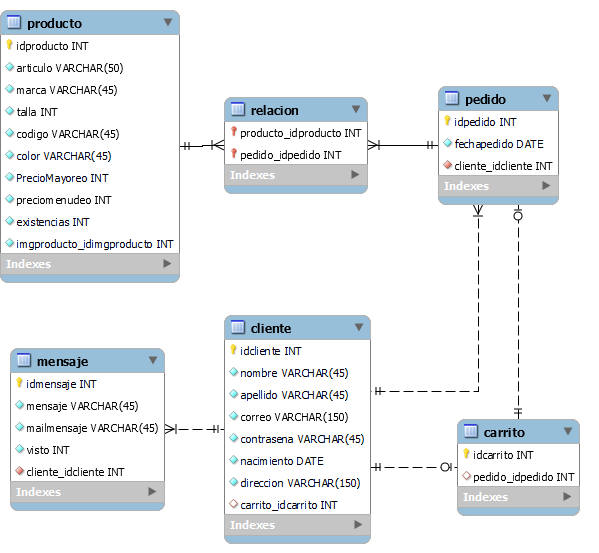 producto
idproducto INT
articulo VARCHAR(50)
marca VARCHAR(45)
talla INT
codigo VARCHAR(45)
color VARCHAR(45)
PrecioMayoreo INT
preciomenudeo INT
existencias INT
imgproducto_idimgproducto INT
Indexes
relacion
producto_idproducto INT
pedido_idpedido INT
Indexes
pedido
idpedido INT
fechapedido DATE
cliente_idcliente INT
Indexes
mensaje
idmensaje INT
mensaje VARCHAR(45)
mailmensaje VARCHAR(45)
visto INT
cliente_idcliente INT
Indexes
cliente
idcliente INT
nombre VARCHAR(45)
apellido VARCHAR(45)
correo VARCHAR(150)
contrasena VARCHAR(45)
nacimiento DATE
direccion VARCHAR(150)
carrito_idcarrito INT
Indexes
carrito
idcarrito INT
pedido_idpedido INT
Indexes